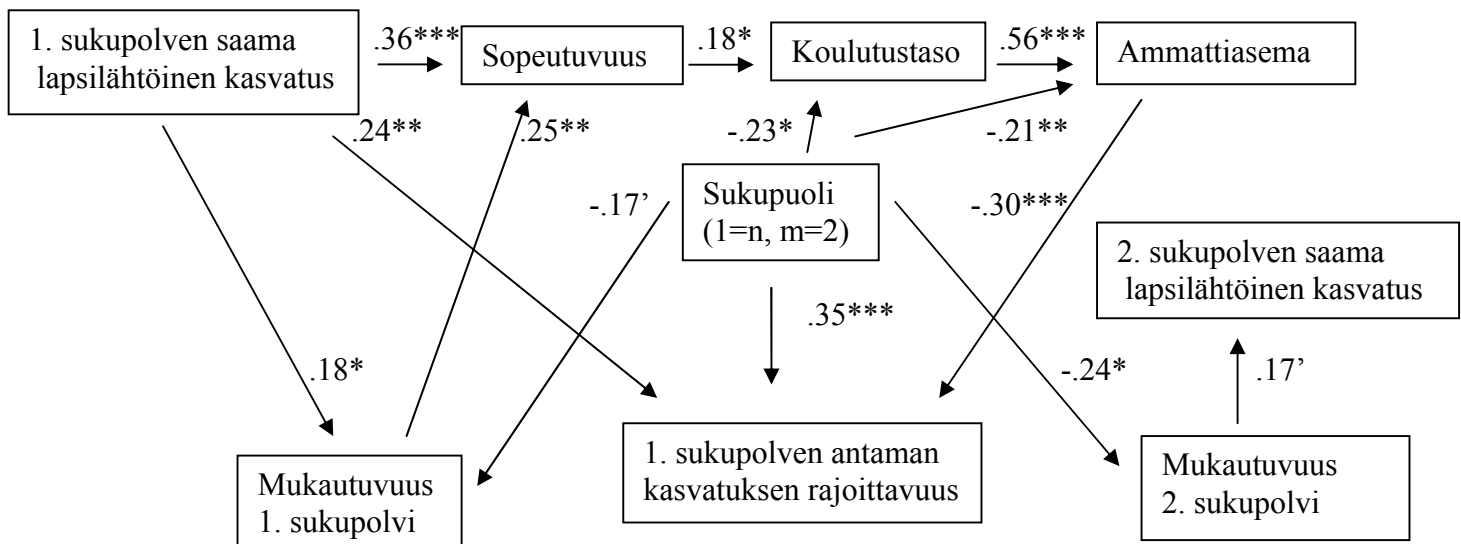 1. sukupolven saama
lapsilähtöinen kasvatus
.36***
Sopeutuvuus
.18*
Koulutustaso
.56***
Ammattiasema
.24**
.25**
-.23*
-.21**
-.17’
Sukupuoli
(1=n, m=2)
-.30***
2. sukupolven saama
lapsilähtöinen kasvatus
.35***
.18*
-.24*
.17’
Mukautuvuus
1. sukupolvi
1. sukupolven antaman
kasvatuksen rajoittavuus
Mukautuvuus
2. sukupolvi